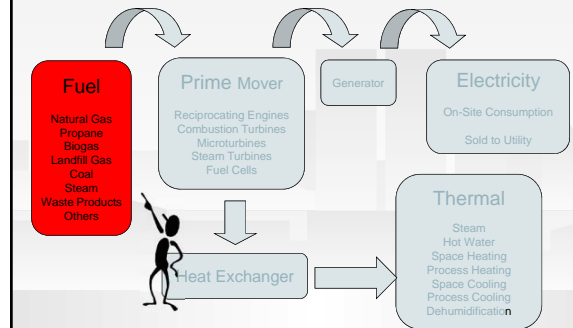 Fuel
Natural Gas
Propane
Biogas
Landfill Gas
Coal
Steam
Waste Products
Others
Prime Mover
Reciprocating Engines
Combustion Turbines
Microturbines
Steam Turbines
Fuel Cells
Generator
Electricity
On-Site Consumption
Sold to Utility
Heat Exchanger
Thermal
Steam
Hot Water
Space Heating
Process Heating
Space Cooling
Process Cooling
Dehumidification